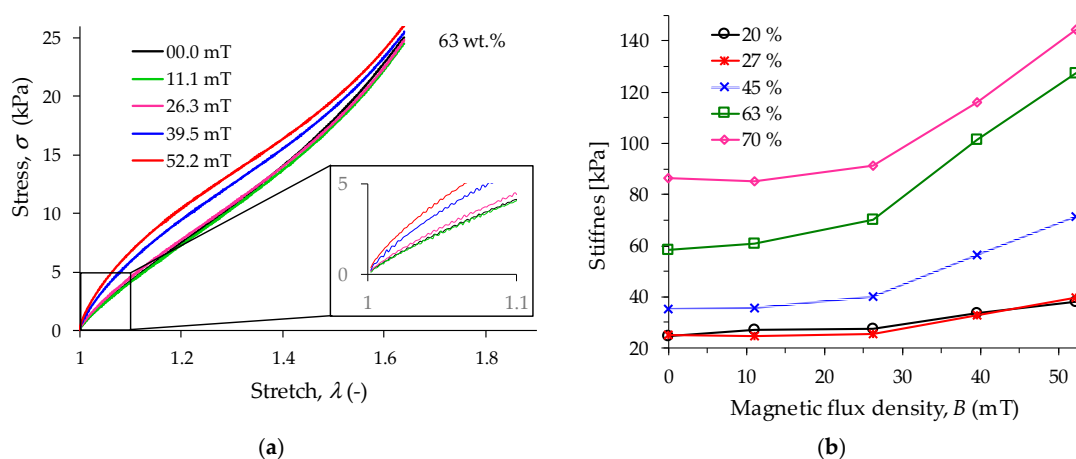 25
20
15
10
5
0
Stress, σ (kPa)
00.0 mT
11.1 mT
26.3 mT
39.5 mT
52.2 mT
63 wt.%
5
0
1
1.1
1
1.2
1.4
1.6
1.8
Stretch, λ (-)
(a)
140
120
100
80
60
40
20
Stiffnes [kPa]
20 %
27 %
45 %
63 %
70 %
0
10
20
30
40
50
Magnetic flux density, B (mT)
(b)